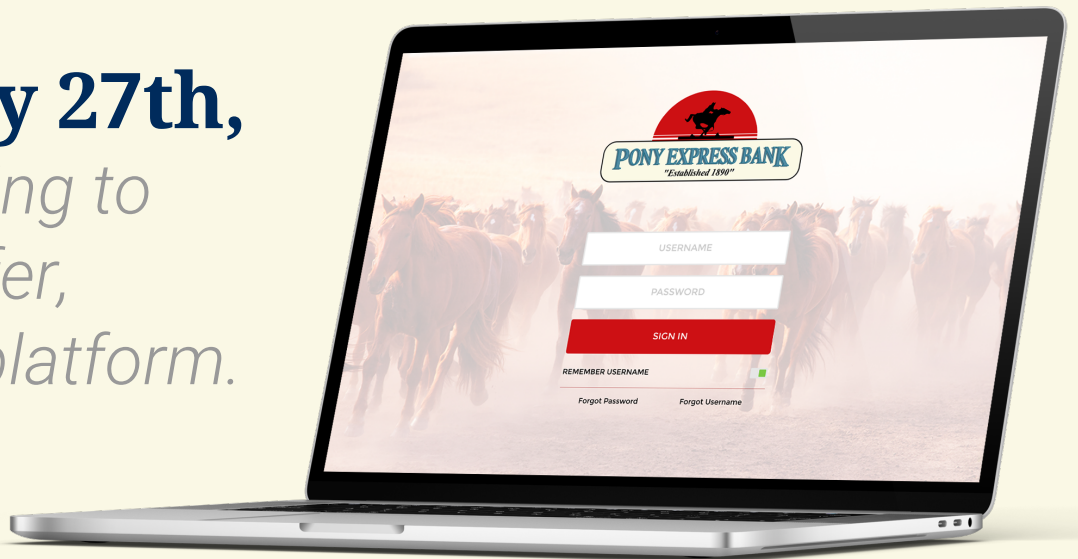 y 27th,
ng to
er,
platform.
PONY EXPRESS BANK
"Established 1890"
USERNAME
PASSWORD
SIGN IN
REMEMBER USERNAME
Forgot Password Forgot Username